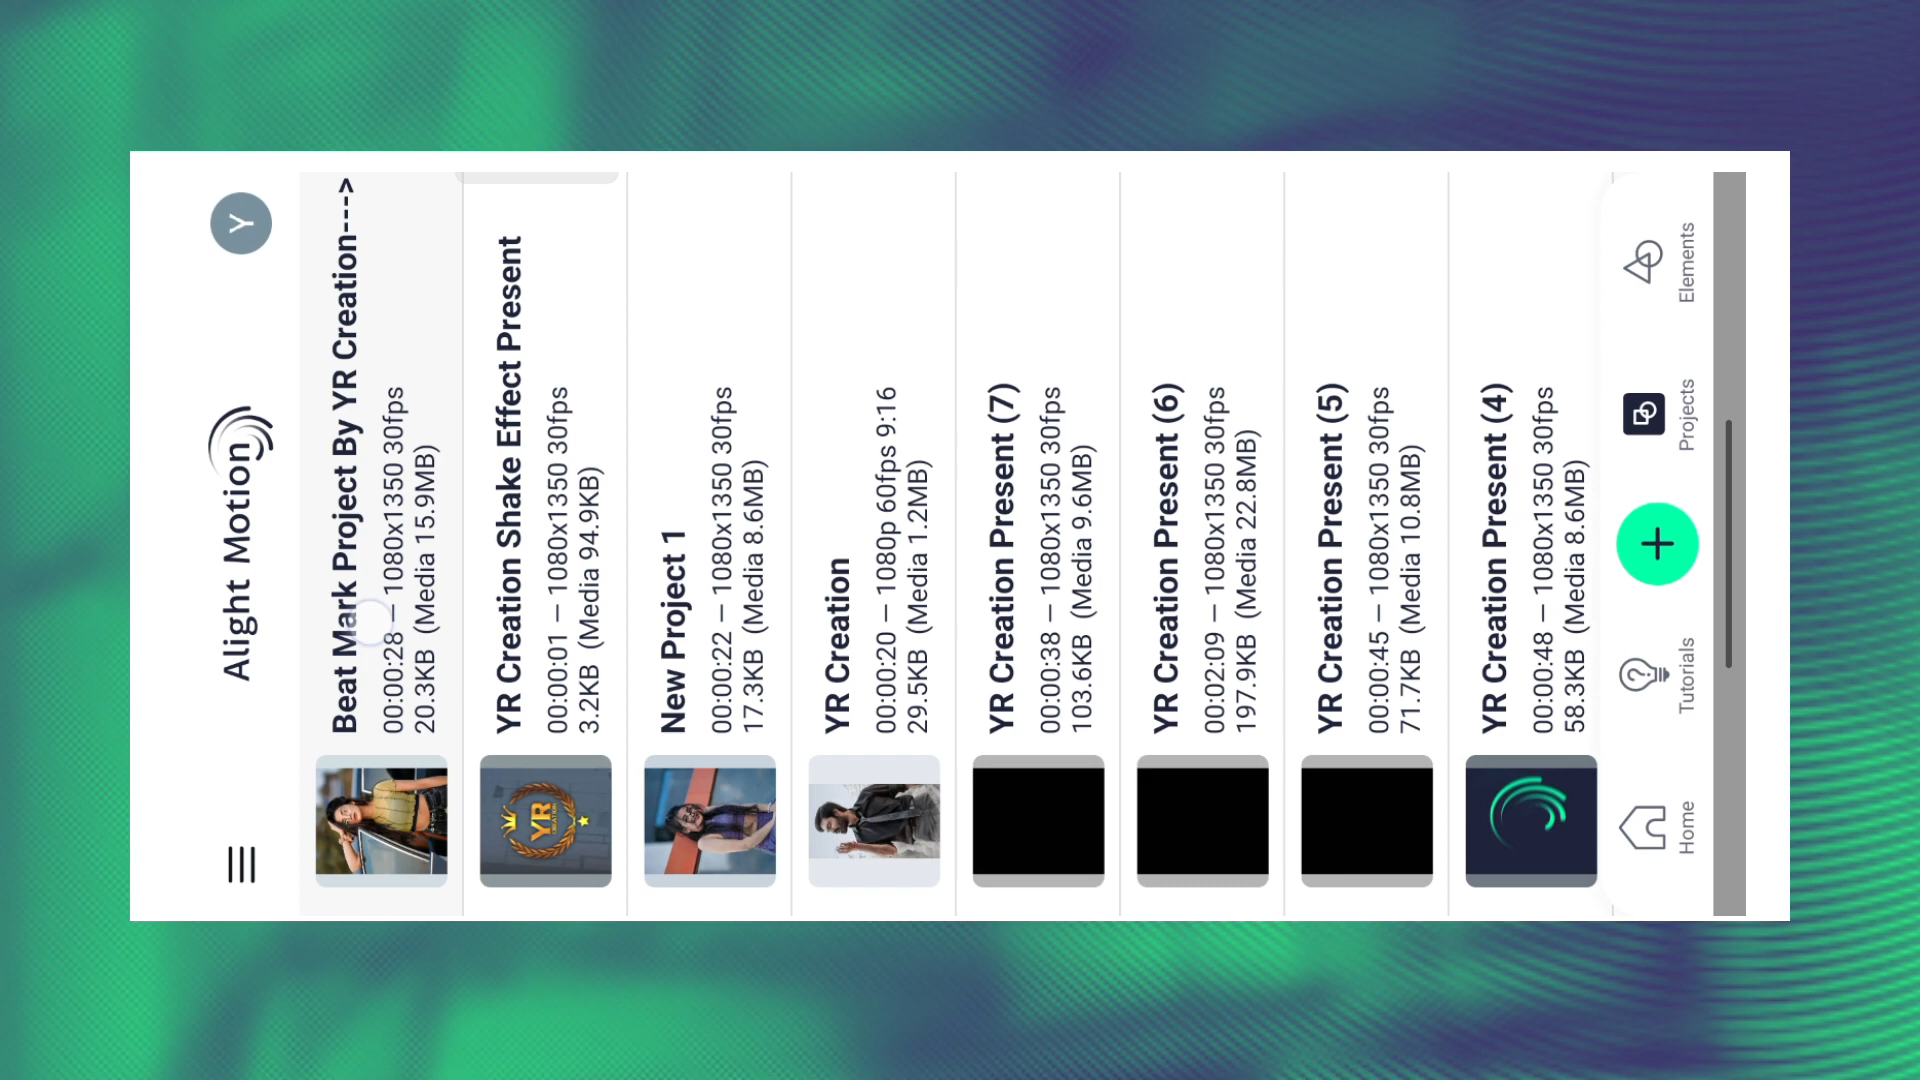 Alight Motion
Y
Beat Mark Project By YR Creation---->
00:00:28 — 1080x1350 30fps
20.3KB (Media 15.9MB)
YR Creation Shake Effect Present
00:00:01 — 1080x1350 30fps
3.2KB (Media 94.9KB)
YR
CREATION
New Project 1
00:00:22 — 1080x1350 30fps
17.3KB (Media 8.6MB)
YR Creation
00:00:20 — 1080p 60fps 9:16
29.5KB (Media 1.2MB)
YR Creation Present (7)
00:00:38 — 1080x1350 30fps
103.6KB (Media 9.6MB)
YR Creation Present (6)
00:02:09 — 1080x1350 30fps
197.9KB (Media 22.8MB)
YR Creation Present (5)
00:00:45 — 1080x1350 30fps
71.7KB (Media 10.8MB)
YR Creation Present (4)
00:00:48 — 1080x1350 30fps
58.3KB (Media 8.6MB)
Home
Tutorials
Projects
Elements